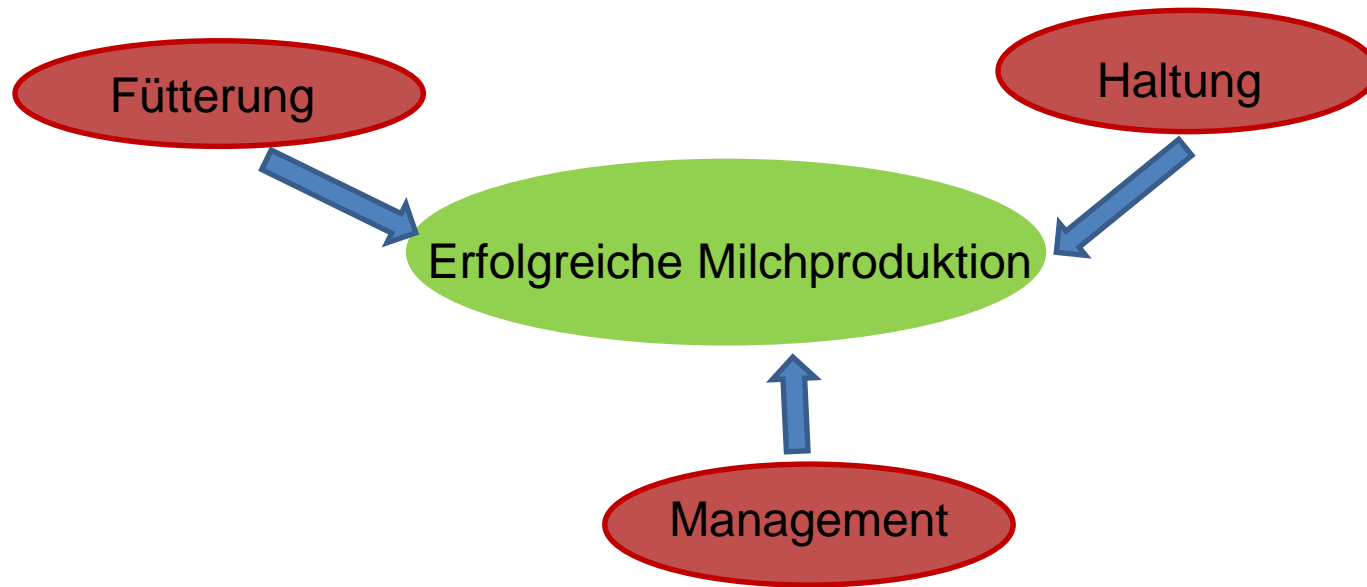 Fütterung
Haltung
Erfolgreiche Milchproduktion
Management